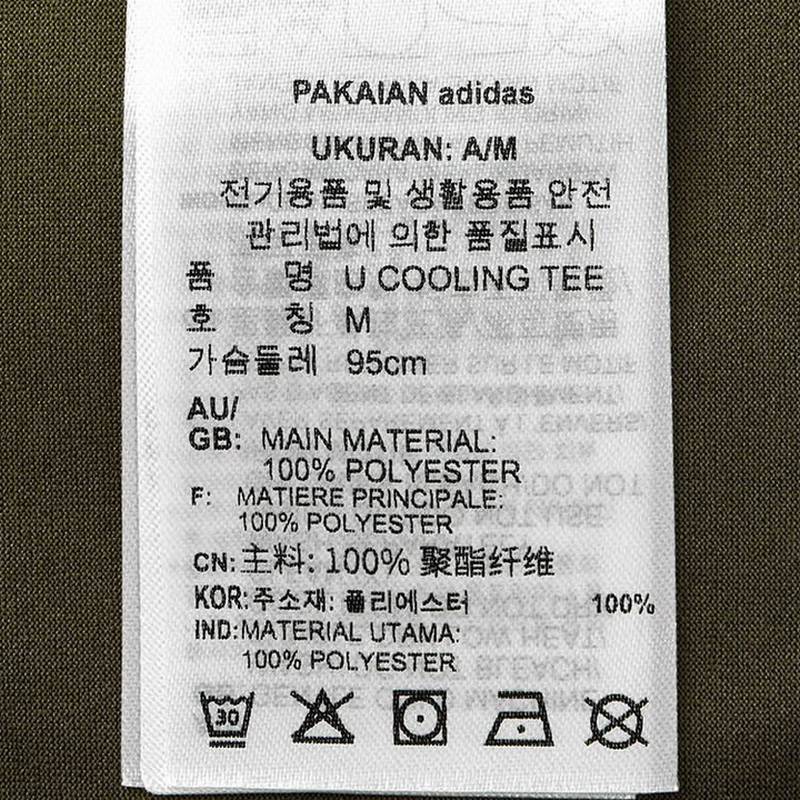 PAKAIAN adidas
UKURAN: A/M
전기용품 및 생활용품 안전
관리법에 의한 품질표시
품 명 U COOLING TEE
호 칭 M
가슴둘레 95cm
AU/
GB: MAIN MATERIAL:
100% POLYESTER
F: MATIERE PRINCIPALE:
100% POLYESTER
CN:主料: 100% 聚酯纤维
KOR:주소재: 폴리에스터 100%
IND:MATERIAL UTAMA:
100% POLYESTER
30